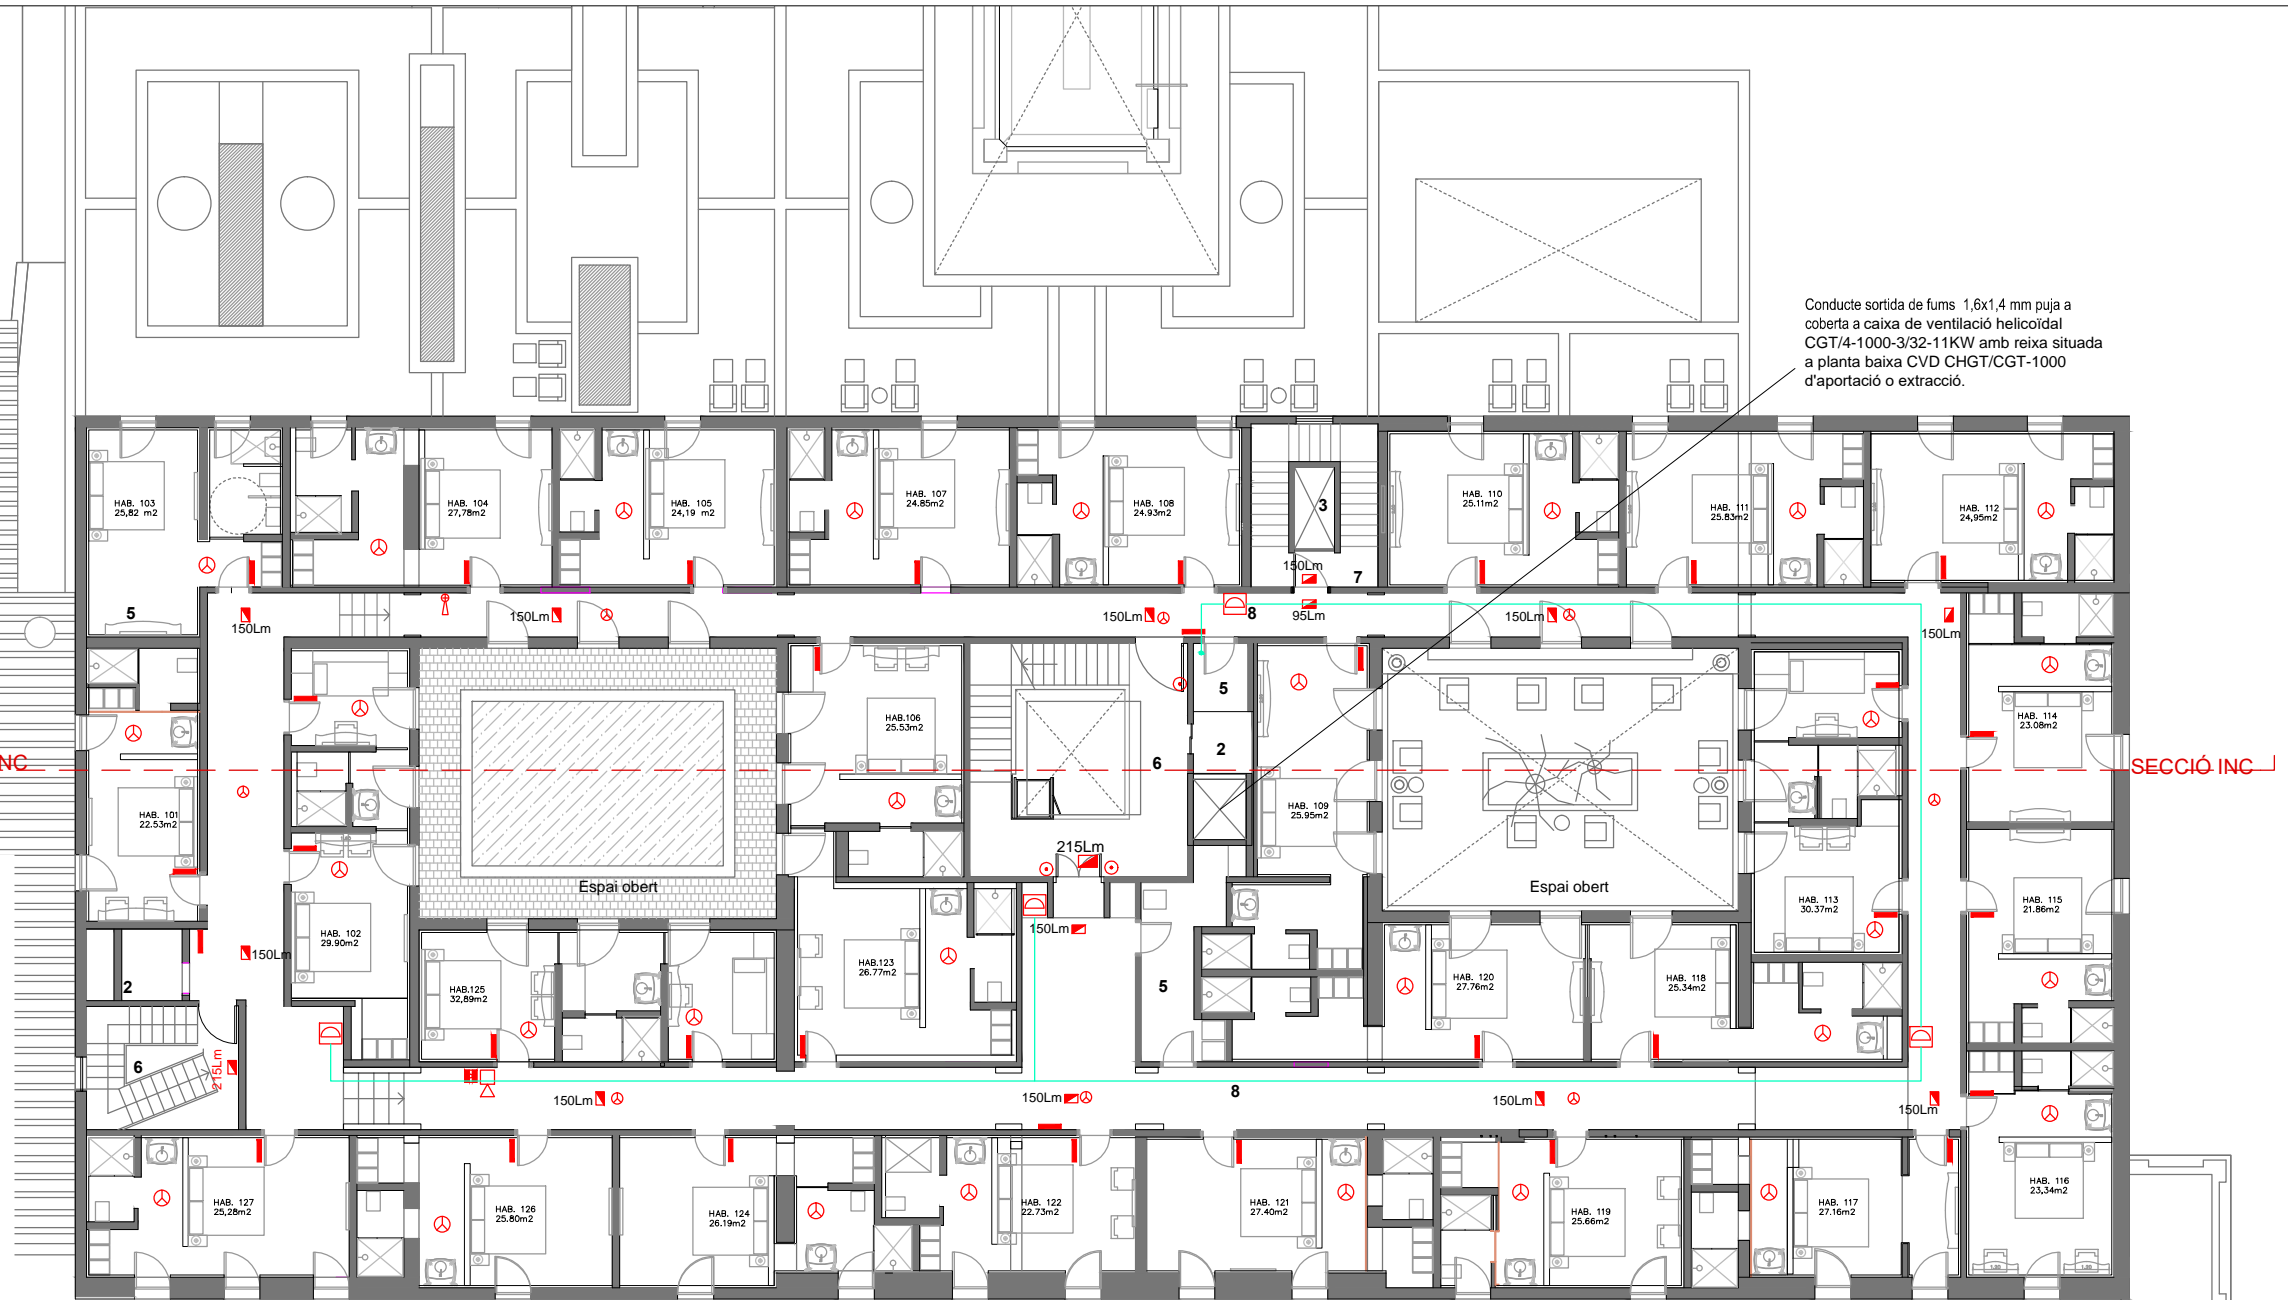 Conducte sortida de fums 1,6x1,4 mm puja a
coberta a caixa de ventilació helicoïdal
CGT/4-1000-3/32-11KW amb reixa situada
a planta baixa CVD CHGT/CGT-1000
d'aportació o extracció.
HAB. 103
25,82 m2
HAB. 104
27,78m2
HAB. 105
24,19 m2
HAB. 107
24.85m2
HAB. 108
24.93m2
3
HAB. 110
25.11m2
HAB. 111
25.83m2
HAB. 112
24,95m2
150Lm
7
5
150Lm
150Lm
150Lm
8
95Lm
150Lm
150Lm
HAB.106
25.53m2
5
2
6
HAB. 114
23.08m2
NC
SECCIÓ INC
HAB. 101
22.53m2
HAB. 109
25.95m2
215Lm
Espai obert
Espai obert
HAB. 113
30.37m2
HAB. 115
21.86m2
HAB. 102
29.90m2
150Lm
150Lm
HAB.123
26.77m2
HAB.125
32,89m2
HAB. 120
27.76m2
HAB. 118
25.34m2
2
5
6
215Lm
150Lm
150Lm
8
150Lm
150Lm
HAB. 127
25,28m2
HAB. 126
25.80m2
HAB. 124
26.19m2
HAB. 122
22.73m2
HAB. 121
27.40m2
HAB. 119
25.66m2
HAB. 117
27.16m2
HAB. 116
23,34m2